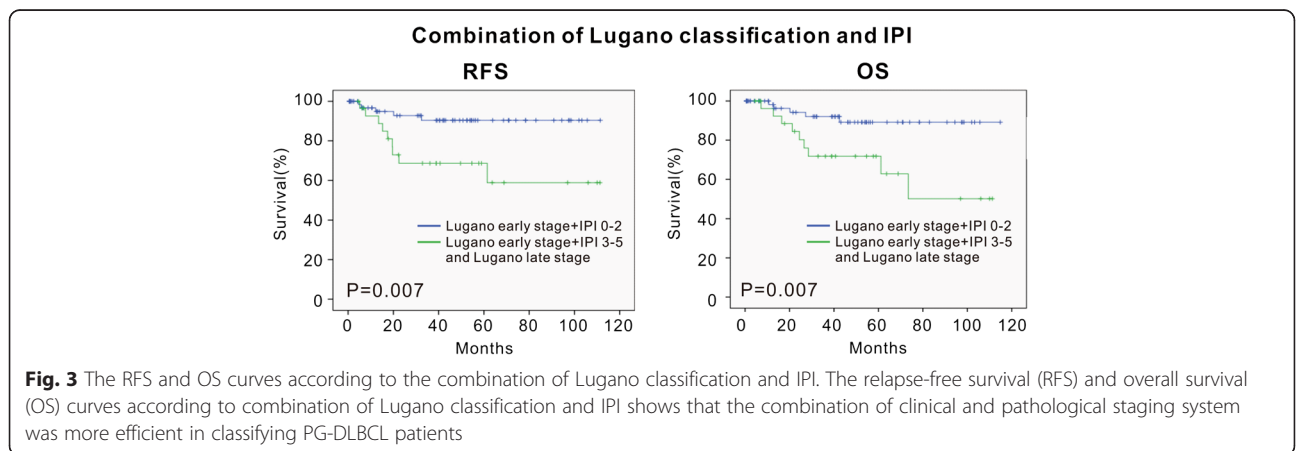 Combination of Lugano classification and IPI
RFS
Survival(%)
100
80
60
40
20
0
Lugano early stage+IPI 0-2
Lugano early stage+IPI 3-5
and Lugano late stage
P=0.007
0 20 40 60 80 100 120
Months
OS
Survival(%)
100
80
60
40
20
0
Lugano early stage+IPI 0-2
Lugano early stage+IPI 3-5
and Lugano late stage
P=0.007
0 20 40 60 80 100 120
Months
Fig. 3 The RFS and OS curves according to the combination of Lugano classification and IPI. The relapse-free survival (RFS) and overall survival
(OS) curves according to combination of Lugano classification and IPI shows that the combination of clinical and pathological staging system
was more efficient in classifying PG-DLBCL patients